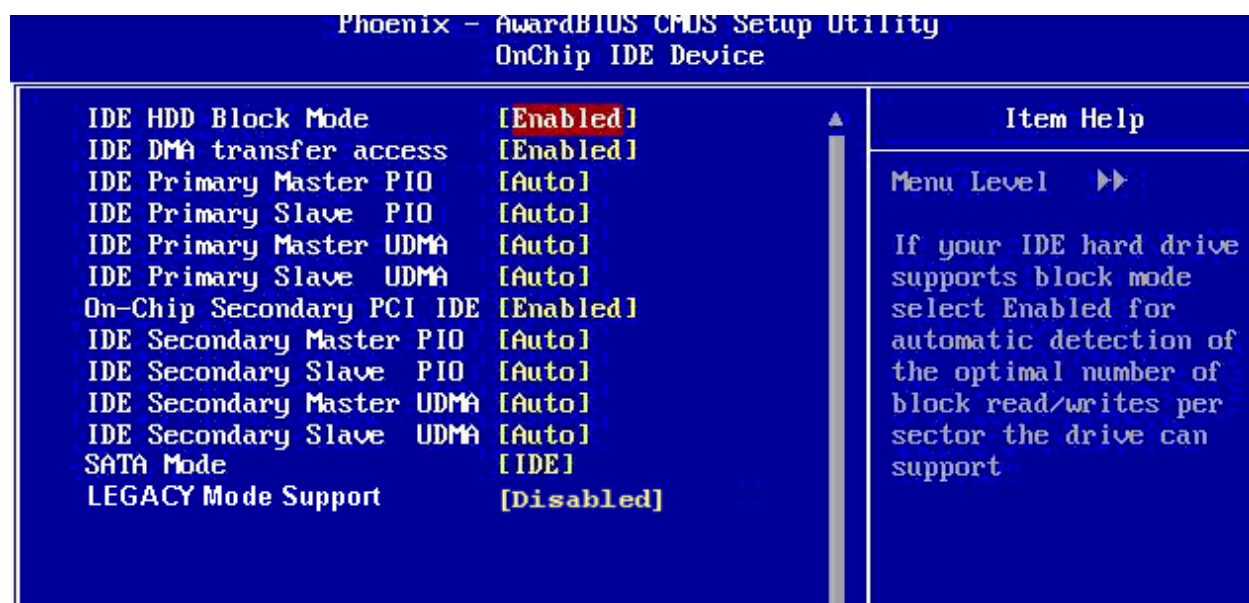 Phoenix - AwardBIOS CMOS Setup Utility
OnChip IDE Device
IDE HDD Block Mode [Enabled]
IDE DMA transfer access [Enabled]
IDE Primary Master PIO [Auto]
IDE Primary Slave PIO [Auto]
IDE Primary Master UDMA [Auto]
IDE Primary Slave UDMA [Auto]
On-Chip Secondary PCI IDE [Enabled]
IDE Secondary Master PIO [Auto]
IDE Secondary Slave PIO [Auto]
IDE Secondary Master UDMA [Auto]
IDE Secondary Slave UDMA [Auto]
SATA Mode [IDE]
LEGACY Mode Support [Disabled]
Item Help
Menu Level
If your IDE hard drive
supports block mode
select Enabled for
automatic detection of
the optimal number of
block read/writes per
sector the drive can
support